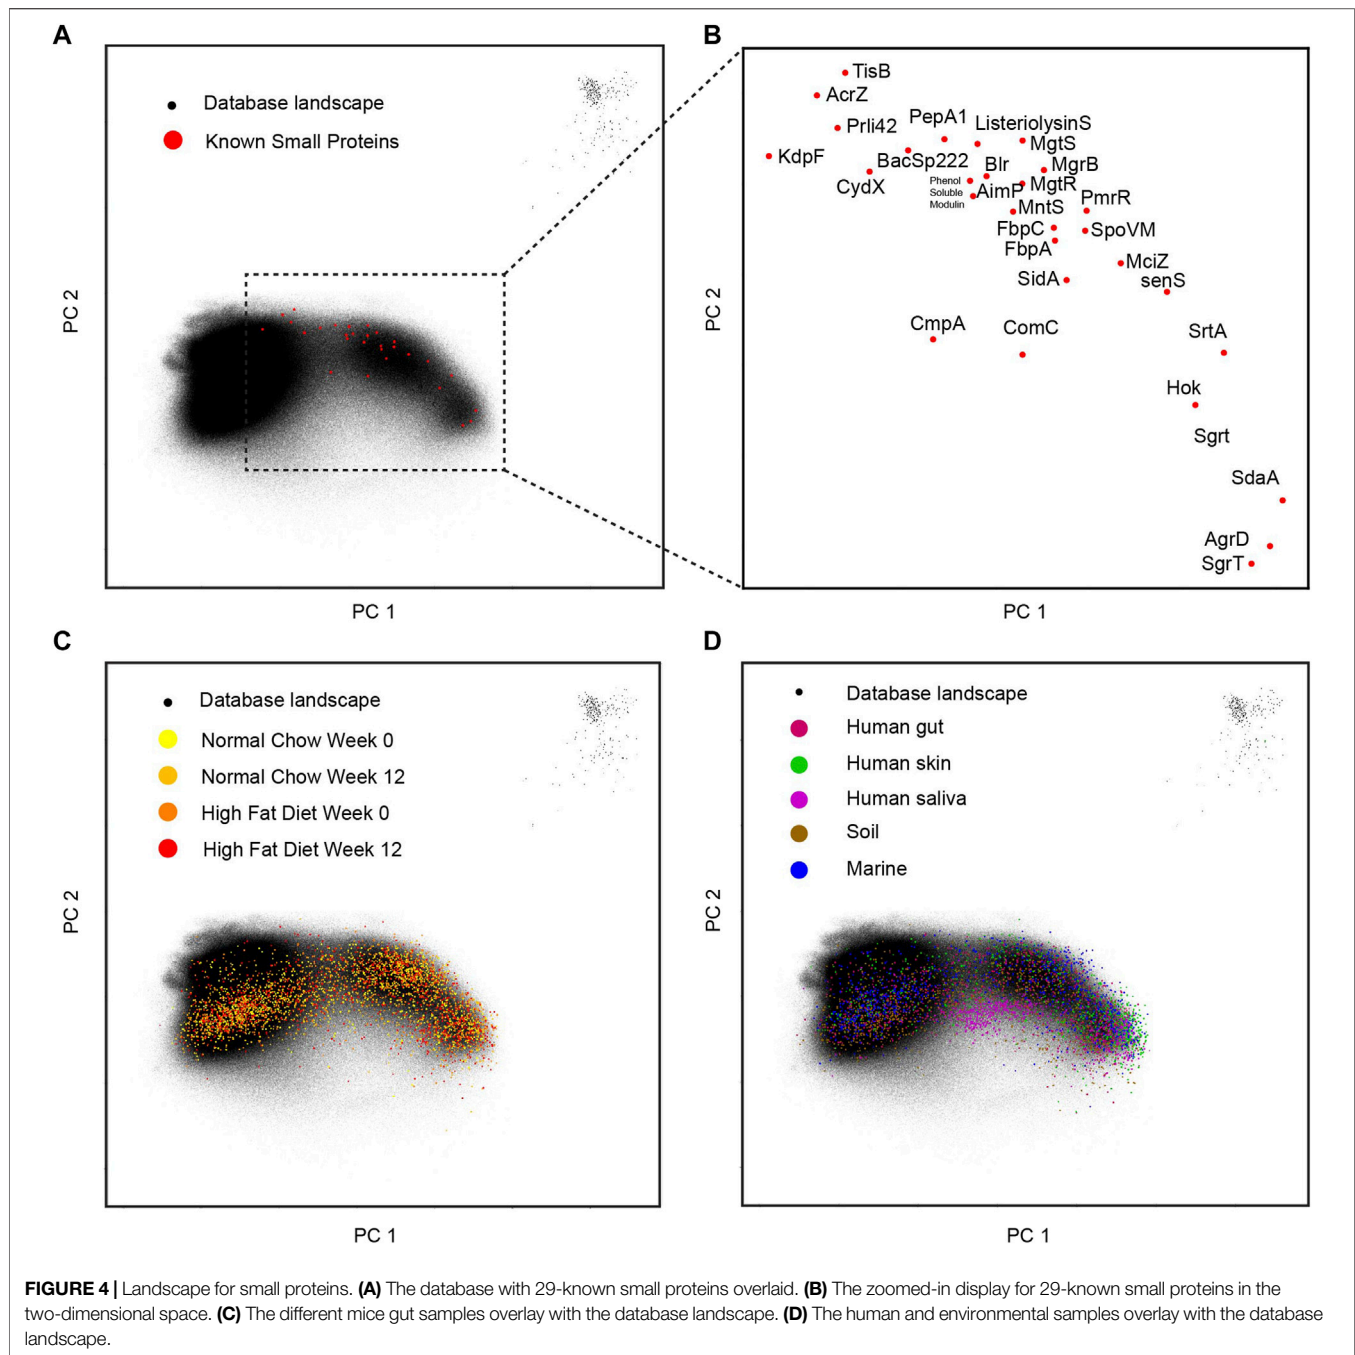 A
Database landscape
Known Small Proteins
PC 2
PC 1
B
TisB
AcrZ
Prli42
PepA1
ListeriolysinS
MgtS
KdpF
BacSp222
Blr
MgrB
CydX
Phenol
Soluble
Modulin
AimP
MgtR
MntS
PmrR
FbpC
SpoVM
FbpA
MciZ
SidA
senS
CmpA
ComC
SrtA
Hok
Sgrt
SdaA
AgrD
SgrT
PC 2
PC 1
C
Database landscape
Normal Chow Week 0
Normal Chow Week 12
High Fat Diet Week 0
High Fat Diet Week 12
PC 2
PC 1
D
Database landscape
Human gut
Human skin
Human saliva
Soil
Marine
PC 2
PC 1
FIGURE 4 | Landscape for small proteins. (A) The database with 29-known small proteins overlaid. (B) The zoomed-in display for 29-known small proteins in the
two-dimensional space. (C) The different mice gut samples overlay with the database landscape. (D) The human and environmental samples overlay with the database
landscape.